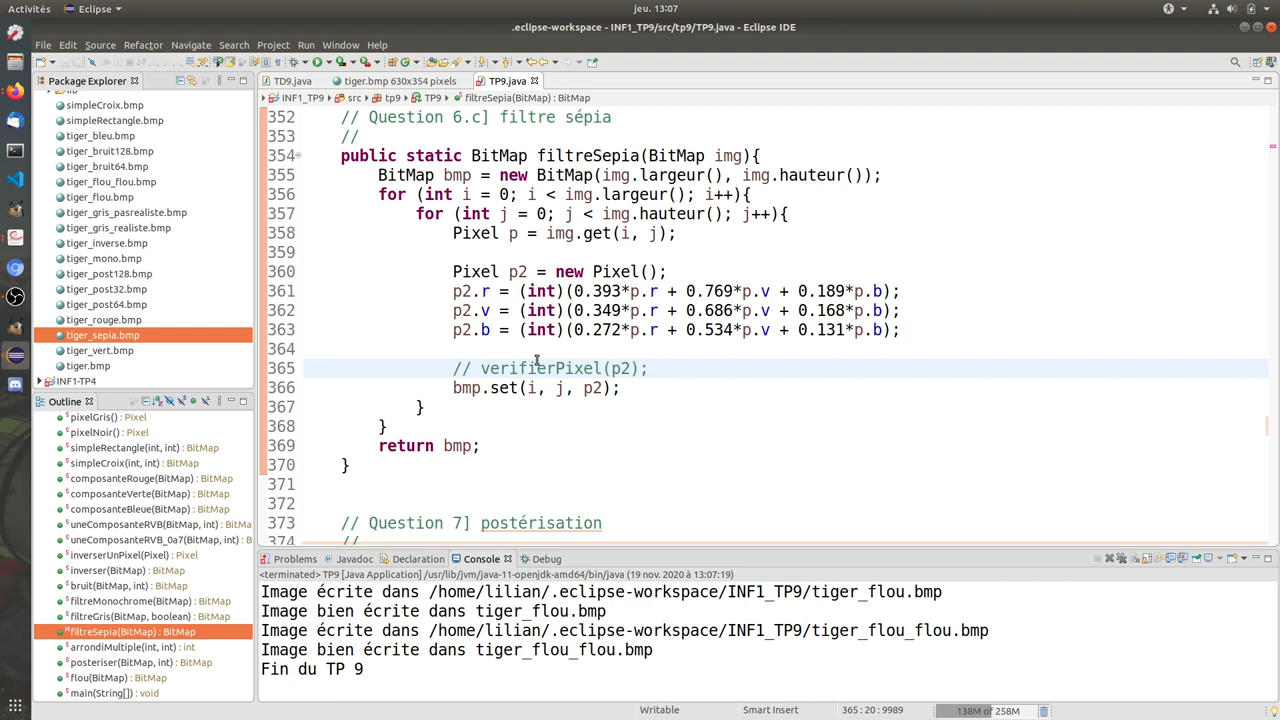 Activités
Eclipse
jeu. 13:07
.eclipse-workspace - INF1_TP9/src/tp9/TP9.java - Eclipse IDE
File Edit Source Refactor Navigate Search Project Run Window Help
Package Explorer
simpleCroix.bmp
simpleRectangle.bmp
tiger_bleu.bmp
tiger_bruit128.bmp
tiger_bruit64.bmp
tiger_flou_flou.bmp
tiger_flou.bmp
tiger_gris_pasrealiste.bmp
tiger_gris_realiste.bmp
tiger_inverse.bmp
tiger_mono.bmp
tiger_post128.bmp
tiger_post32.bmp
tiger_post64.bmp
tiger_rouge.bmp
tiger_sepia.bmp
tiger_vert.bmp
tiger.bmp
INF1-TP4
Outline
pixelGris() : Pixel
pixelNoir() : Pixel
simpleRectangle(int, int) : BitMap
simpleCroix(int, int) : BitMap
composanteRouge(BitMap) : BitMap
composanteVerte(BitMap) : BitMap
composanteBleue(BitMap) : BitMap
uneComposanteRVB(BitMap, int) : BitMa
uneComposanteRVB_0a7(BitMap, int) : B
inverserUnPixel(Pixel) : Pixel
inverser(BitMap) : BitMap
bruit(BitMap, int) : BitMap
filtreMonochrome(BitMap) : BitMap
filtreGris(BitMap, boolean) : BitMap
filtreSepia(BitMap) : BitMap
arrondiMultiple(int, int) : int
posteriser(BitMap, int) : BitMap
flou(BitMap) : BitMap
main(String[]) : void
TD9.java tiger.bmp 630x354 pixels TP9.java
INF1_TP9 src tp9 TP9 filtreSepia(BitMap) : BitMap
352 // Question 6.c] filtre sépia
353 //
354 public static BitMap filtreSepia(BitMap img){
355 BitMap bmp = new BitMap(img.largeur(), img.hauteur());
356 for (int i = 0; i < img.largeur(); i++){
357 for (int j = 0; j < img.hauteur(); j++){
358 Pixel p = img.get(i, j);
359
360 Pixel p2 = new Pixel();
361 p2.r = (int)(0.393*p.r + 0.769*p.v + 0.189*p.b);
362 p2.v = (int)(0.349*p.r + 0.686*p.v + 0.168*p.b);
363 p2.b = (int)(0.272*p.r + 0.534*p.v + 0.131*p.b);
364
365 // verifierPixel(p2);
366 bmp.set(i, j, p2);
367 }
368 }
369 return bmp;
370 }
371
372
373 // Question 7] postérisation
374 //
Problems Javadoc Declaration Console Debug
<terminated> TP9 [Java Application] /usr/lib/jvm/java-11-openjdk-amd64/bin/java (19 nov. 2020 à 13:07:19)
Image écrite dans /home/lilian/.eclipse-workspace/INF1_TP9/tiger_flou.bmp
Image bien écrite dans tiger_flou.bmp
Image écrite dans /home/lilian/.eclipse-workspace/INF1_TP9/tiger_flou_flou.bmp
Image bien écrite dans tiger_flou_flou.bmp
Fin du TP 9
Writable Smart Insert 365 : 20 : 9989 138M of 258M